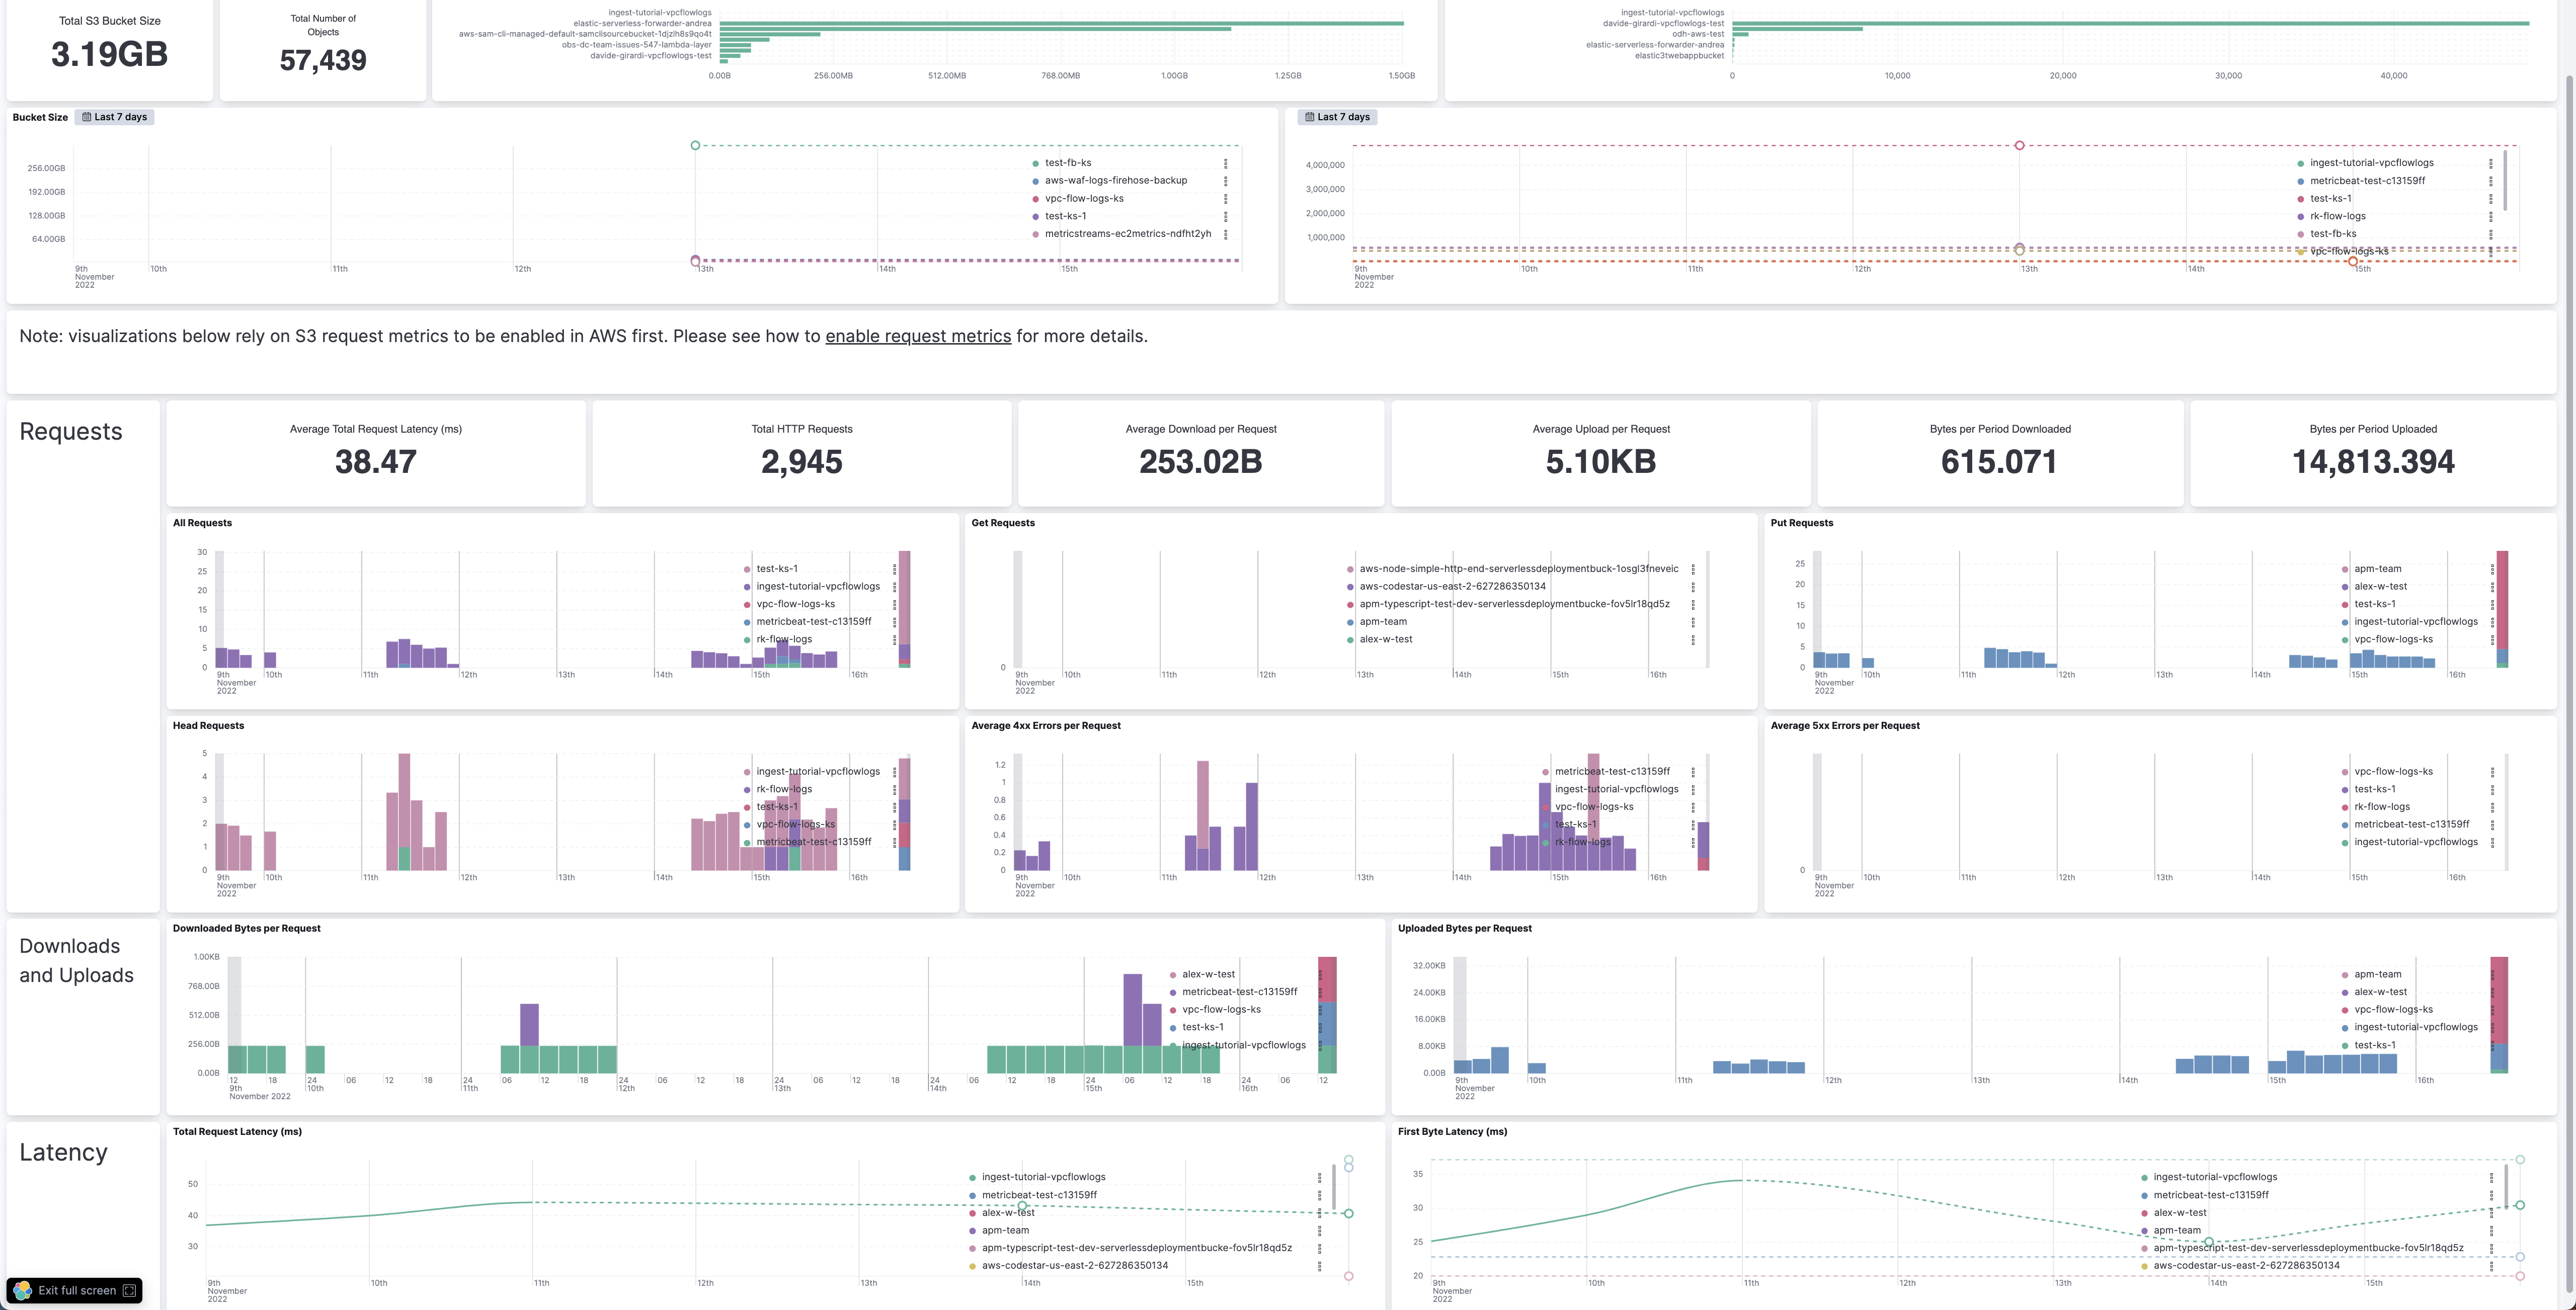 Total S3 Bucket Size
3.19GB
Total Number of
Objects
57,439
ingest-tutorial-vpcflowlogs
elastic-serverless-forwarder-andrea
aws-sam-cli-managed-default-samclisourcebucket-1djzlh8s9qo4t
obs-dc-team-issues-547-lambda-layer
davide-girardi-vpcflowlogs-test
0.00B 256.00MB 512.00MB 768.00MB 1.00GB 1.25GB 1.50GB
ingest-tutorial-vpcflowlogs
davide-girardi-vpcflowlogs-test
odh-aws-test
elastic-serverless-forwarder-andrea
elastic3twebappbucket
0 10,000 20,000 30,000 40,000
Bucket Size Last 7 days
256.00GB
192.00GB
128.00GB
64.00GB
test-fb-ks
aws-waf-logs-firehose-backup
vpc-flow-logs-ks
test-ks-1
metricstreams-ec2metrics-ndfht2yh
9th 10th 11th 12th 13th 14th 15th
November
2022
Last 7 days
4,000,000
3,000,000
2,000,000
1,000,000
ingest-tutorial-vpcflowlogs
metricbeat-test-c13159ff
test-ks-1
rk-flow-logs
test-fb-ks
vpc-flow-logs-ks
9th 10th 11th 12th 13th 14th 15th
November
2022
Note: visualizations below rely on S3 request metrics to be enabled in AWS first. Please see how to enable request metrics for more details.
Requests
Average Total Request Latency (ms)
38.47
Total HTTP Requests
2,945
Average Download per Request
253.02B
Average Upload per Request
5.10KB
Bytes per Period Downloaded
615.071
Bytes per Period Uploaded
14,813.394
All Requests
30
25
20
15
10
5
0
test-ks-1
ingest-tutorial-vpcflowlogs
vpc-flow-logs-ks
metricbeat-test-c13159ff
rk-flow-logs
9th 10th 11th 12th 13th 14th 15th 16th
November
2022
Get Requests
aws-node-simple-http-end-serverlessdeploymentbuck-1osgl3fneveic
aws-codestar-us-east-2-627286350134
apm-typescript-test-dev-serverlessdeploymentbucke-fov5lr18qd5z
apm-team
alex-w-test
0
9th 10th 11th 12th 13th 14th 15th 16th
November
2022
Put Requests
25
20
15
10
5
0
apm-team
alex-w-test
test-ks-1
ingest-tutorial-vpcflowlogs
vpc-flow-logs-ks
9th 10th 11th 12th 13th 14th 15th 16th
November
2022
Head Requests
5
4
3
2
1
0
ingest-tutorial-vpcflowlogs
rk-flow-logs
test-ks-1
vpc-flow-logs-ks
metricbeat-test-c13159ff
9th 10th 11th 12th 13th 14th 15th 16th
November
2022
Average 4xx Errors per Request
1.2
1
0.8
0.6
0.4
0.2
0
metricbeat-test-c13159ff
ingest-tutorial-vpcflowlogs
vpc-flow-logs-ks
test-ks-1
rk-flow-logs
9th 10th 11th 12th 13th 14th 15th 16th
November
2022
Average 5xx Errors per Request
vpc-flow-logs-ks
test-ks-1
rk-flow-logs
metricbeat-test-c13159ff
ingest-tutorial-vpcflowlogs
0
9th 10th 11th 12th 13th 14th 15th 16th
November
2022
Downloads
and Uploads
Downloaded Bytes per Request
1.00KB
768.00B
512.00B
256.00B
0.00B
alex-w-test
metricbeat-test-c13159ff
vpc-flow-logs-ks
test-ks-1
ingest-tutorial-vpcflowlogs
12 18 24 06 12 18 24 06 12 18 24 06 12 18 24 06 12 18 24 06 12 18 24 06 12 18 24 06 12
9th 10th 11th 12th 13th 14th 15th 16th
November 2022
Uploaded Bytes per Request
32.00KB
24.00KB
16.00KB
8.00KB
0.00B
apm-team
alex-w-test
vpc-flow-logs-ks
ingest-tutorial-vpcflowlogs
test-ks-1
9th 10th 11th 12th 13th 14th 15th 16th
November
2022
Latency
Total Request Latency (ms)
50
40
30
ingest-tutorial-vpcflowlogs
metricbeat-test-c13159ff
alex-w-test
apm-team
apm-typescript-test-dev-serverlessdeploymentbucke-fov5lr18qd5z
aws-codestar-us-east-2-627286350134
9th 10th 11th 12th 13th 14th 15th
November
2022
First Byte Latency (ms)
35
30
25
20
ingest-tutorial-vpcflowlogs
metricbeat-test-c13159ff
alex-w-test
apm-team
apm-typescript-test-dev-serverlessdeploymentbucke-fov5lr18qd5z
aws-codestar-us-east-2-627286350134
9th 10th 11th 12th 13th 14th 15th
November
2022
Exit full screen